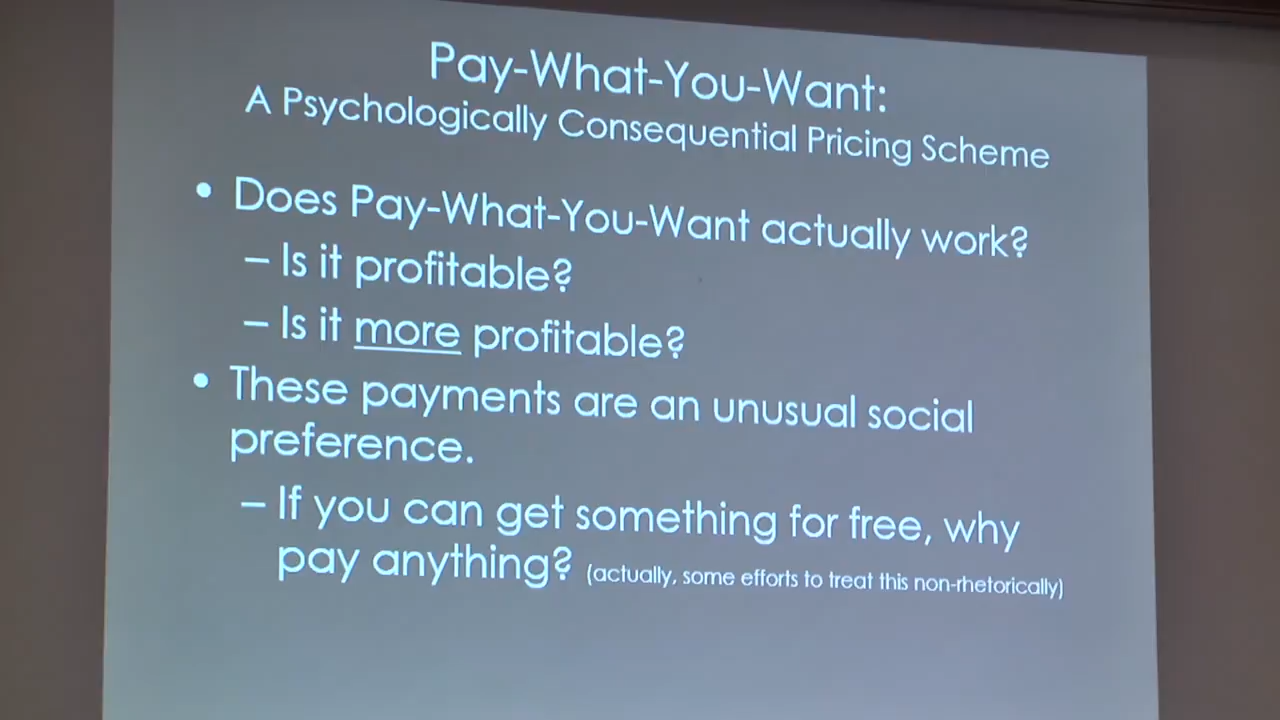 Pay-What-You-Want:
A Psychologically Consequential Pricing Scheme
• Does Pay-What-You-Want actually work?
– Is it profitable?
– Is it more profitable?
• These payments are an unusual social
preference.
– If you can get something for free, why
pay anything? (actually, some efforts to treat this non-rhetorically)